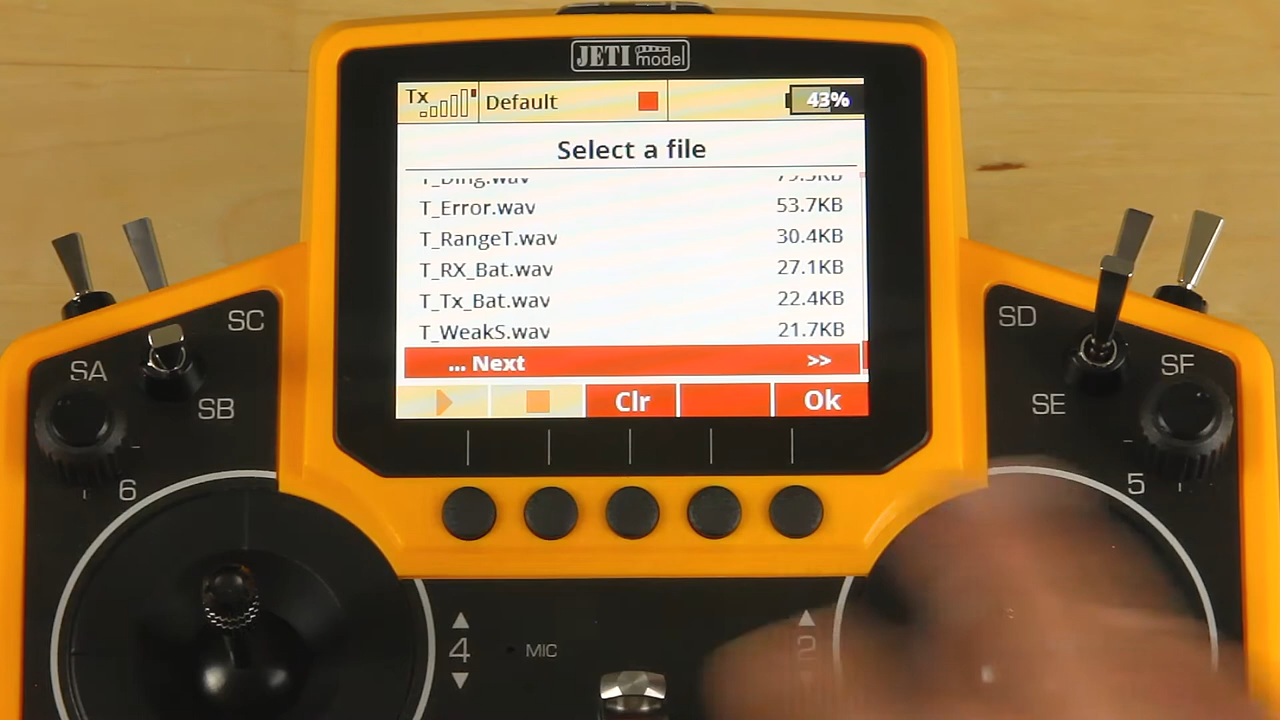 JETI model
Tx Default 43%
Select a file
T_Ding.wav 79.5KB
T_Error.wav 53.7KB
T_RangeT.wav 30.4KB
T_RX_Bat.wav 27.1KB
T_Tx_Bat.wav 22.4KB
T_WeakS.wav 21.7KB
... Next >>
Clr Ok
SC
SD
SA
SF
SB
SE
6
5
4
MIC
2